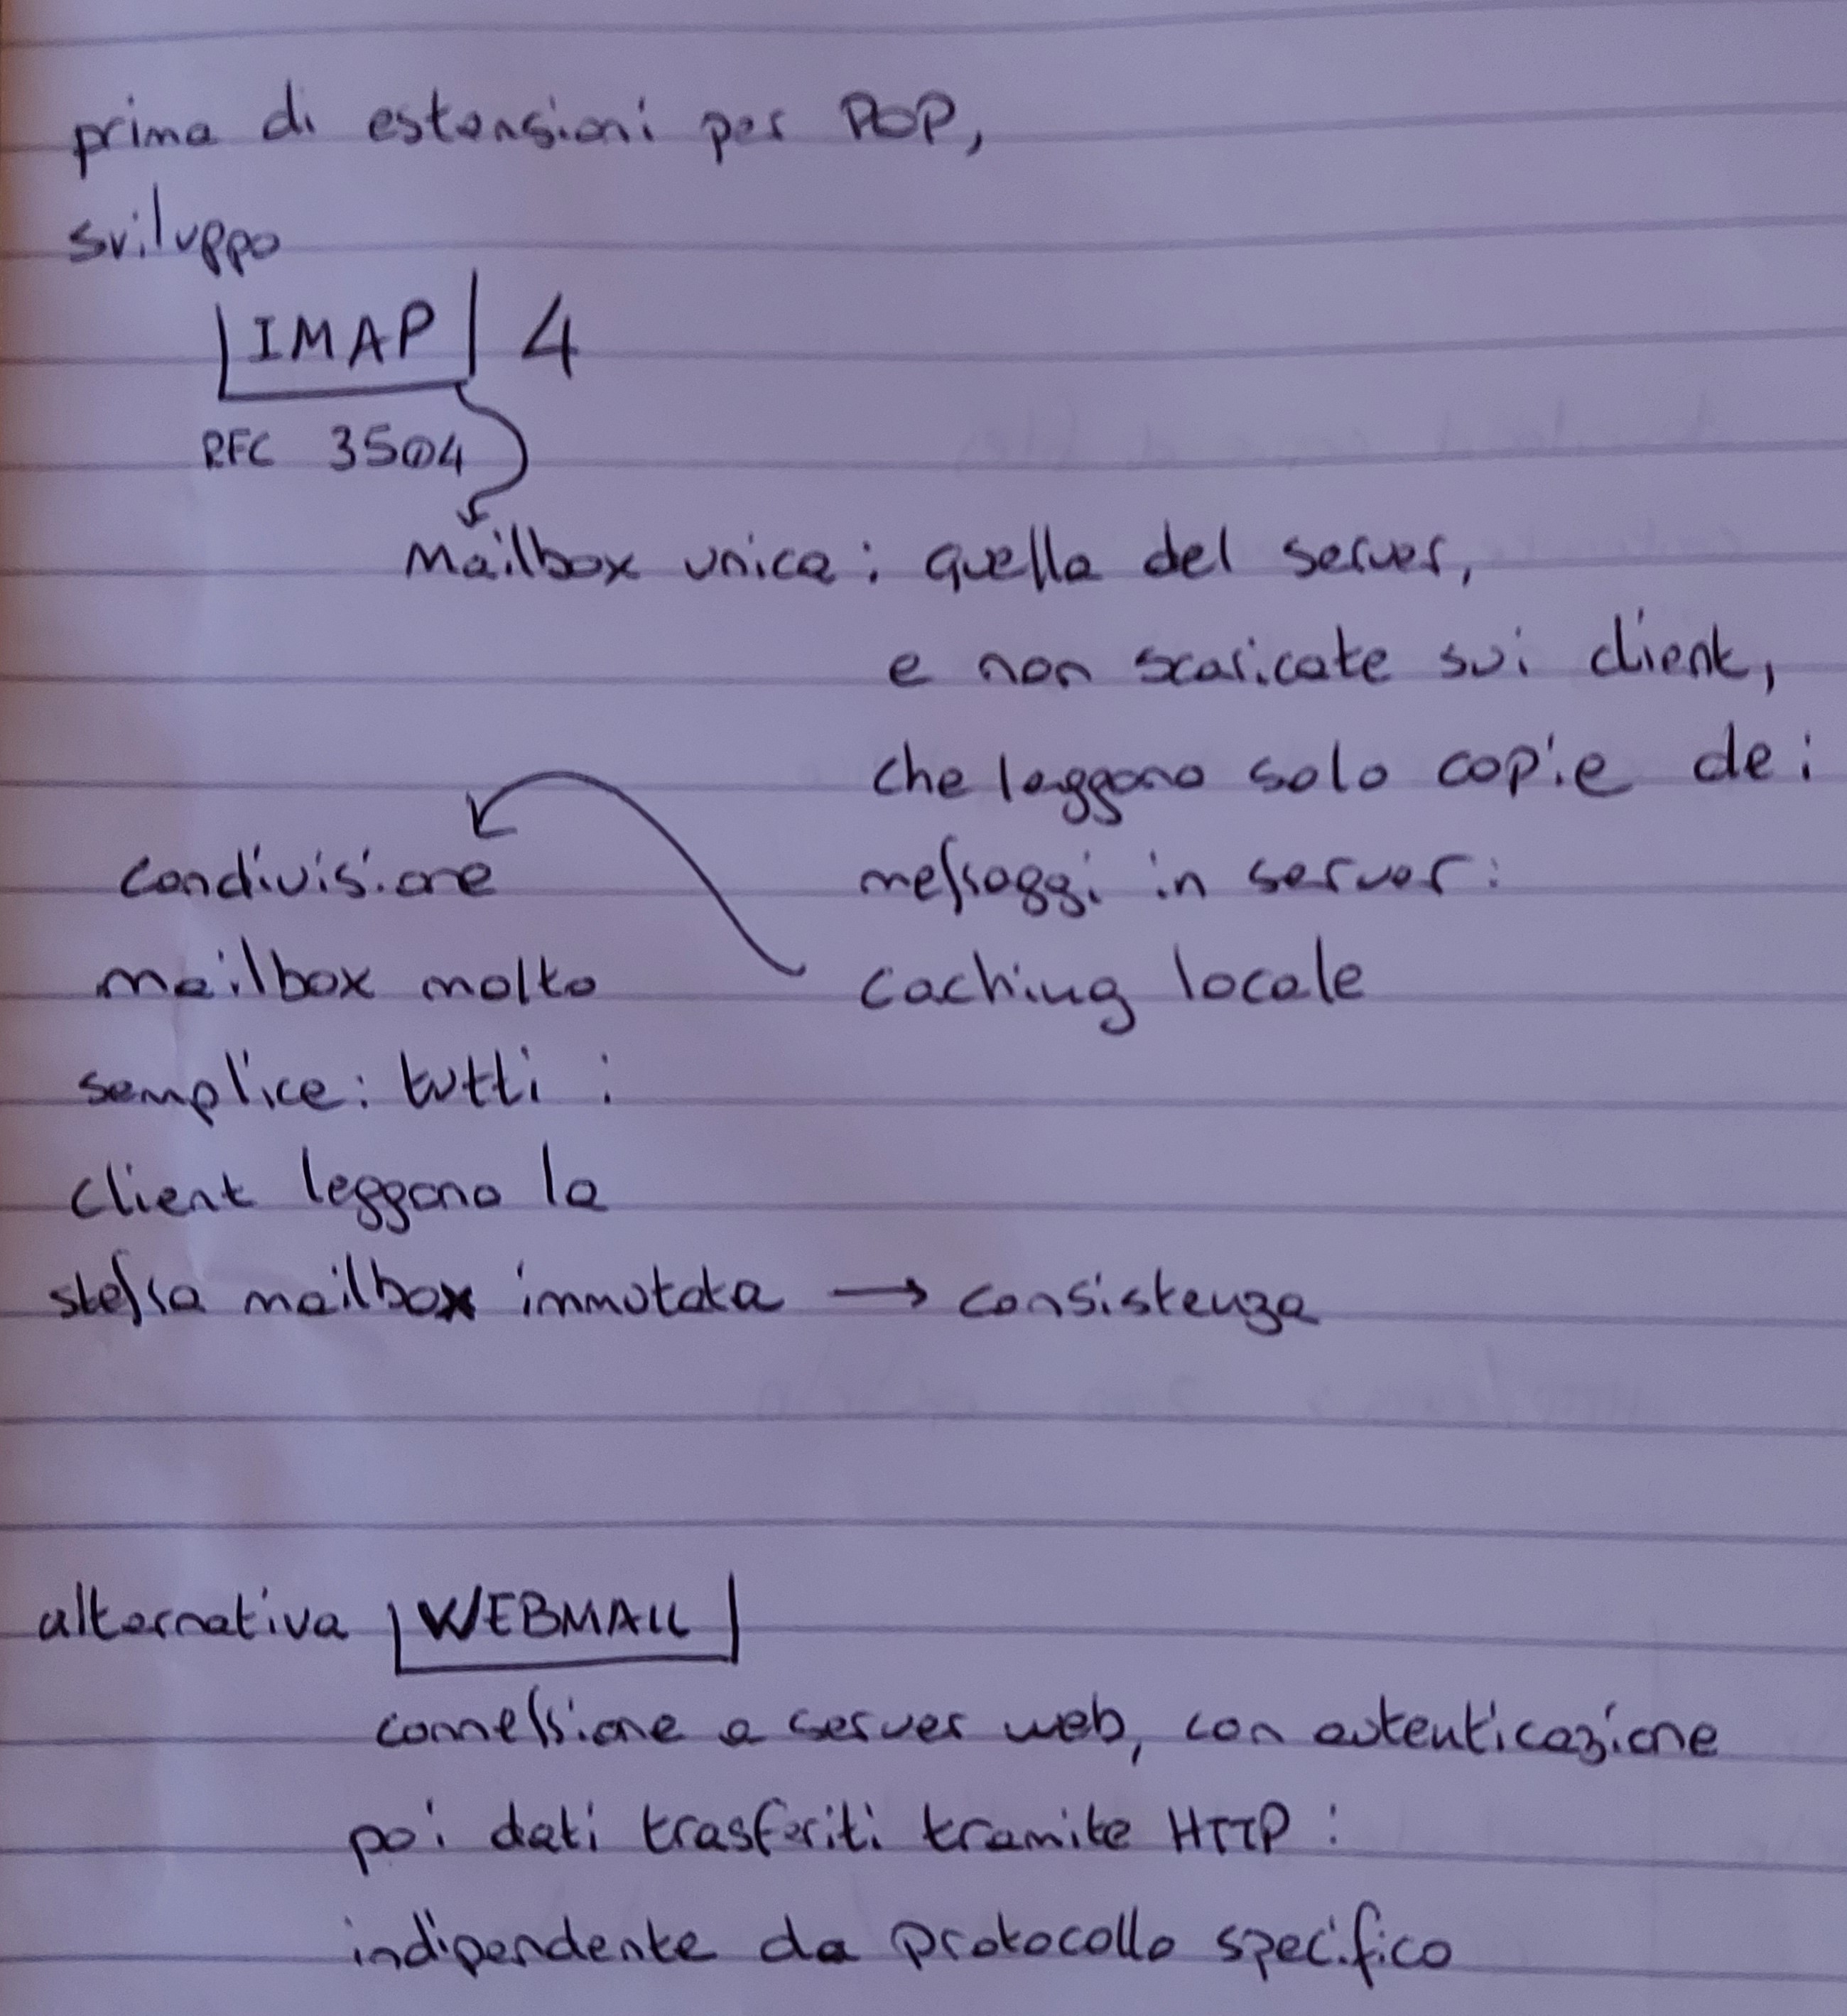 prima di estensioni per POP,
sviluppo
IMAP 4
RFC 3504
Mailbox unica: quella del server,
e non scaricate sui client,
che leggono solo copie dei
messaggi in server:
caching locale
condivisione
mailbox molto
semplice: tutti i
client leggono la
stessa mailbox immutata → consistenza
alternativa WEBMAIL
connessione a server web, con autenticazione
poi dati trasferiti tramite HTTP:
indipendente da protocollo specifico